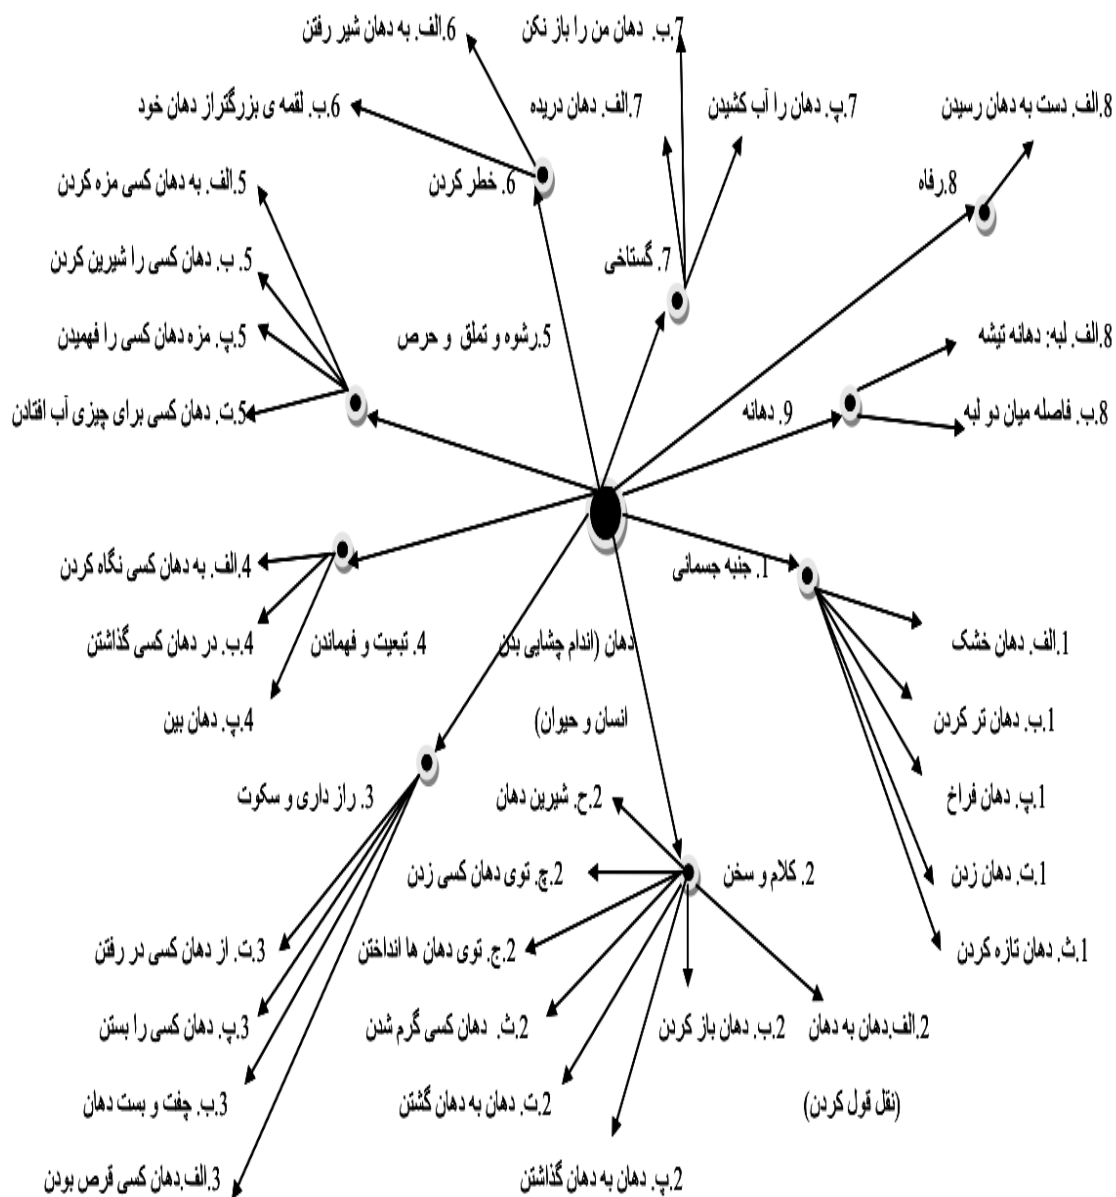 6.الف. به دهان شیر رفتن
7.ب. دهان من را باز نکن
6.ب. لقمه ی بزرگتراز دهان خود
7.الف. دهان دریده
7.پ. دهان را آب کشیدن
8.الف. دست به دهان رسیدن
5.الف. به دهان کسی مزه کردن
6. خطر کردن
8.رفاه
5. ب. دهان کسی را شیرین کردن
7. گستاخی
5.پ. مزه دهان کسی را فهمیدن
5.رشوه و تملق و حرص
8.الف. لبه: دهانه تیشه
5.ت. دهان کسی برای چیزی آب افتادن
9. دهانه
8.ب. فاصله میان دو لبه
4.الف. به دهان کسی نگاه کردن
1. جنبه جسمانی
4.ب. در دهان کسی گذاشتن
4. تبعیت و فهماندن
دهان (اندام چشایی بدن
انسان و حیوان)
1.الف. دهان خشک
4.پ. دهان بین
1.ب. دهان تر کردن
3. راز داری و سکوت
2.ح. شیرین دهان
1.پ. دهان فراخ
2.چ. توی دهان کسی زدن
2. کلام و سخن
1.ت. دهان زدن
3.ت. از دهان کسی در رفتن
2.ج. توی دهان ها انداختن
1.ث. دهان تازه کردن
3.پ. دهان کسی را بستن
2.ث. دهان کسی گرم شدن
2.ب. دهان باز کردن
2.الف.دهان به دهان
(نقل قول کردن)
3.ب. چفت و بست دهان
2.ت. دهان به دهان گشتن
3.الف.دهان کسی قرص بودن
2.پ. دهان به دهان گذاشتن